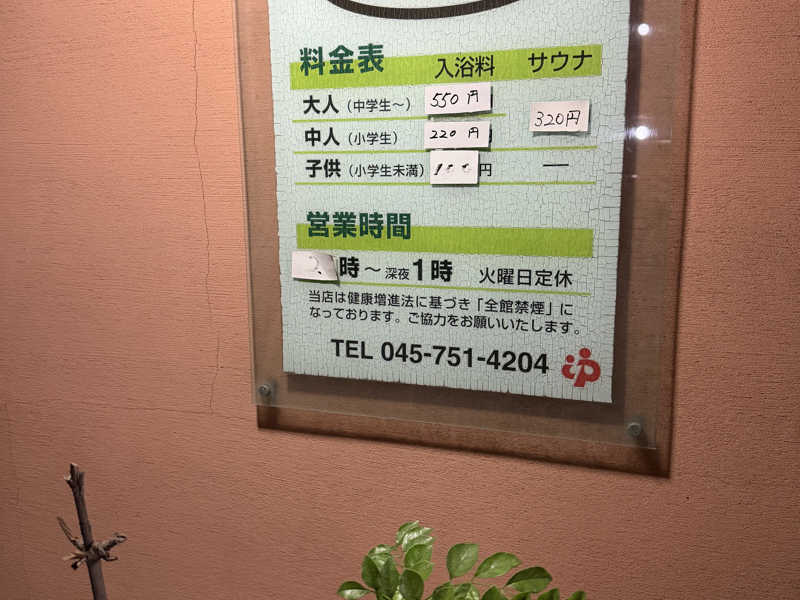 料金表 入浴料 サウナ
大人(中学生~) 550円 320円
中人(小学生) 220円
子供(小学生未満) 100円 —
営業時間
時~深夜1時 火曜日定休
当店は健康増進法に基づき「全館禁煙」に
なっております。ご協力をお願いいたします。
TEL 045-751-4204